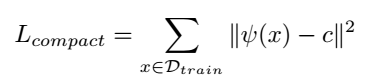 $L_{compact} = \sum_{x \in \mathcal{D}_{train}} \|\psi(x) - c\|^2$